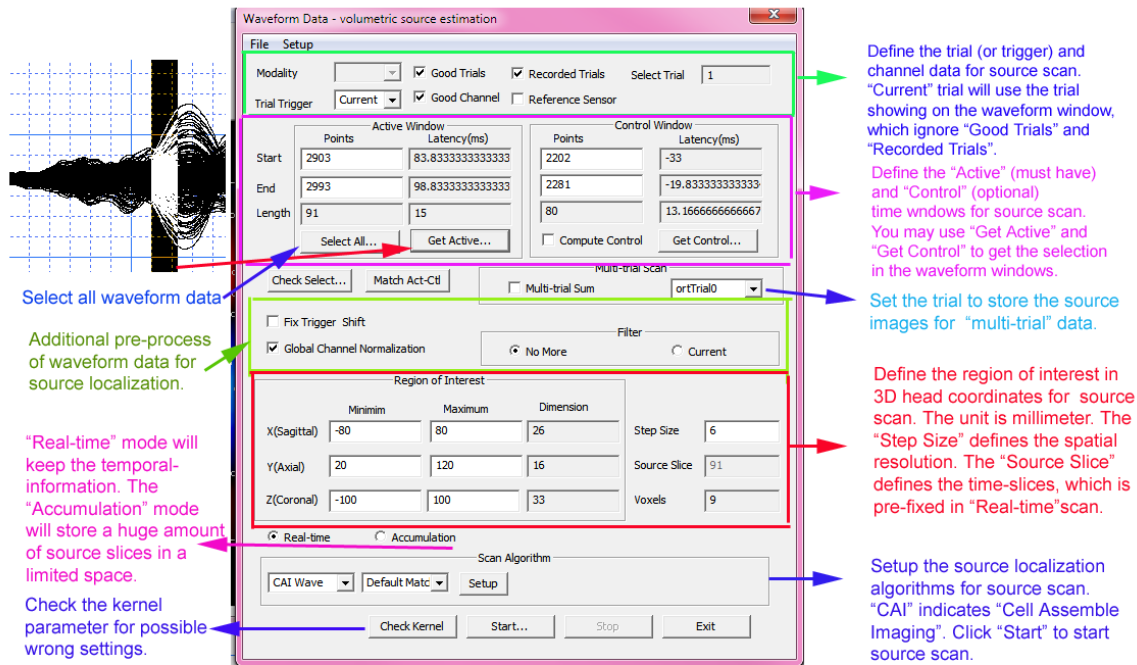 Waveform Data - volumetric source estimation
File Setup
Modality
Good Trials
Recorded Trials
Select Trial
1
Trial Trigger
Current
Good Channel
Reference Sensor
Active Window
Points
Latency(ms)
Start
2903
83.8333333333333
End
2993
98.8333333333333
Length
91
15
Select All...
Get Active...
Control Window
Points
Latency(ms)
2202
-33
2281
-19.833333333333
80
13.1666666666667
Compute Control
Get Control...
Check Select...
Match Act-Ctl
Multi-trial Scan
Multi-trial Sum
ortTrial0
Fix Trigger Shift
Global Channel Normalization
Filter
No More
Current
Region of Interest
Minimim
Maximum
Dimension
X(Sagittal)
-80
80
26
Step Size
6
Y(Axial)
20
120
16
Source Slice
91
Z(Coronal)
-100
100
33
Voxels
9
Real-time
Accumulation
Scan Algorithm
CAI Wave
Default Matc
Setup
Check Kernel
Start...
Stop
Exit
Select all waveform data
Additional pre-process
of waveform data for
source localization.
“Real-time” mode will
keep the temporal-
information. The
“Accumulation” mode
will store a huge amount
of source slices in a
limited space.
Check the kernel
parameter for possible
wrong settings.
Define the trial (or trigger) and
channel data for source scan.
“Current” trial will use the trial
showing on the waveform window,
which ignore “Good Trials” and
“Recorded Trials”.
Define the “Active” (must have)
and “Control” (optional)
time windows for source scan.
You may use “Get Active” and
“Get Control” to get the selection
in the waveform windows.
Set the trial to store the source
images for “multi-trial” data.
Define the region of interest in
3D head coordinates for source
scan. The unit is millimeter. The
“Step Size” defines the spatial
resolution. The “Source Slice”
defines the time-slices, which is
pre-fixed in “Real-time”scan.
Setup the source localization
algorithms for source scan.
“CAI” indicates “Cell Assemble
Imaging”. Click “Start” to start
source scan.